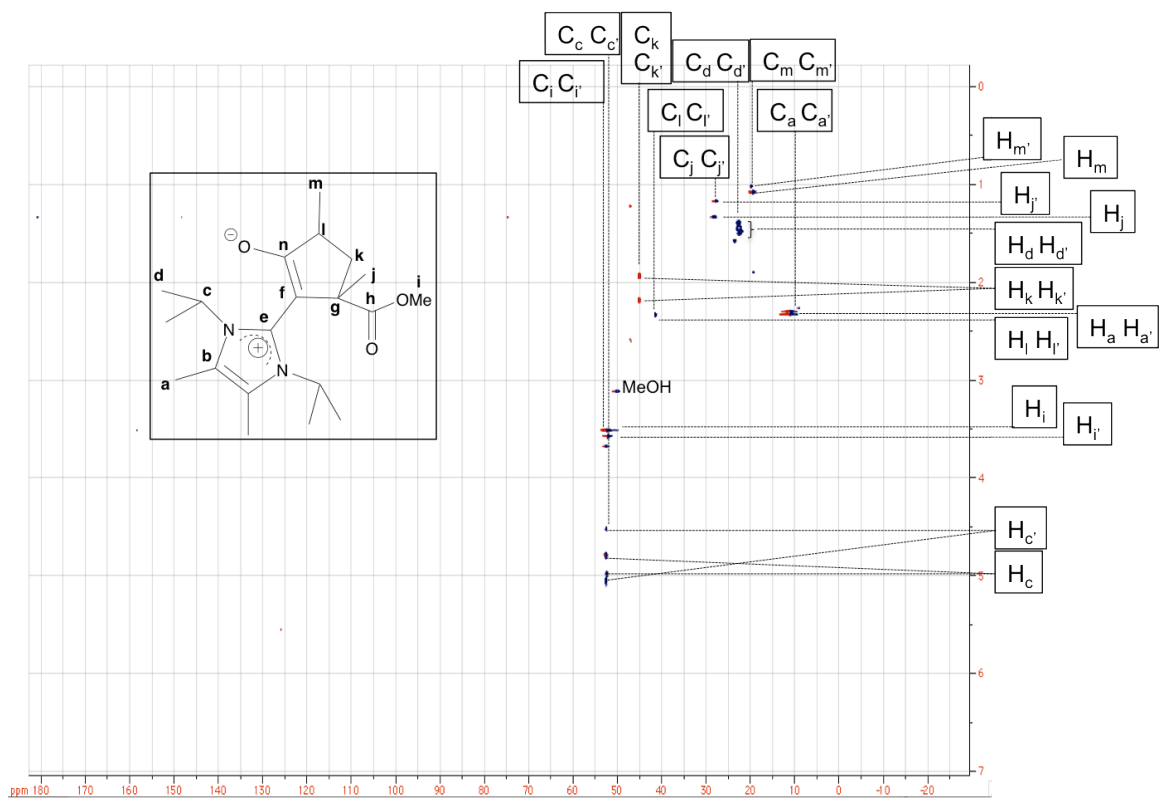 C_c C_c'
C_k
C_k'
C_i C_i'
C_d C_d'
C_m C_m'
C_l C_l'
C_a C_a'
C_j C_j'
H_m'
H_m
H_j'
H_j
H_d H_d'
H_k H_k'
H_a H_a'
H_l H_l'
MeOH
H_i
H_i'
H_c'
H_c
m
l
⊖
O
n
k
j
i
d
c
f
g
h
OMe
O
e
N
⊕
b
N
a
0
1
2
3
4
5
6
7
ppm 180 170 160 150 140 130 120 110 100 90 80 70 60 50 40 30 20 10 0 -10 -20